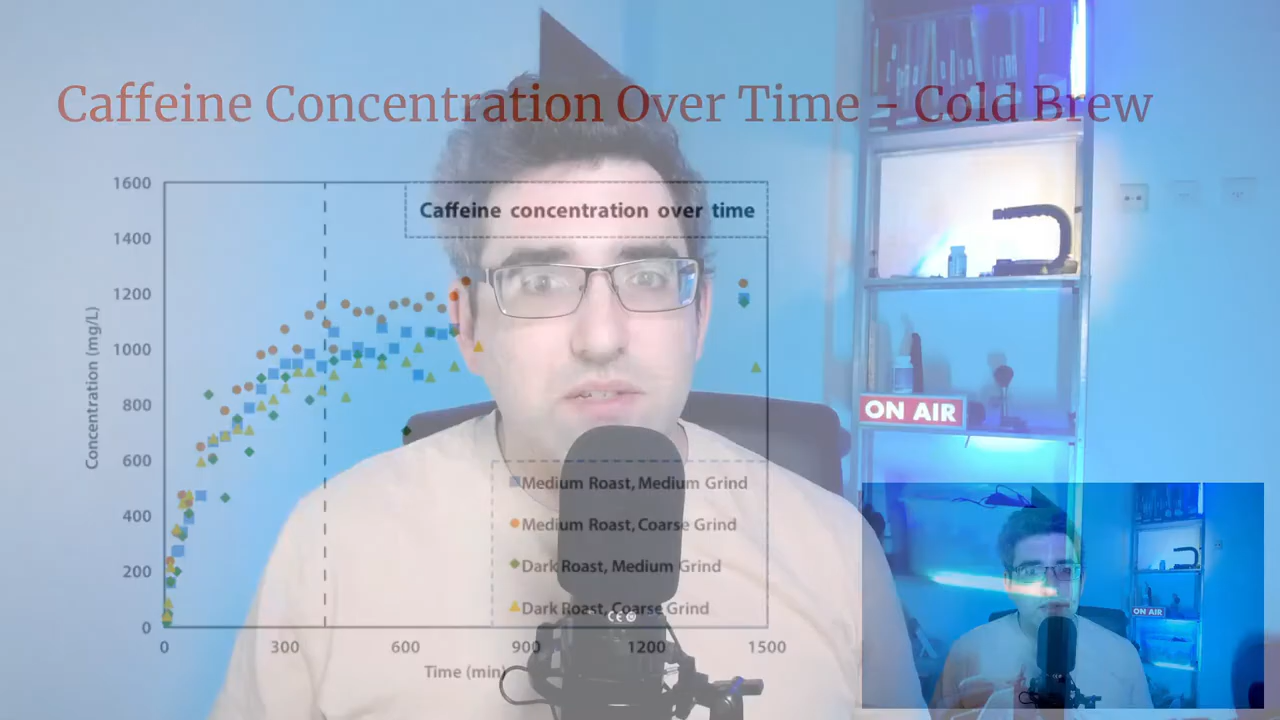 Caffeine Concentration Over Time - Cold Brew
Caffeine concentration over time
1600
1400
1200
1000
800
600
400
200
0
Concentration (mg/L)
0 300 600 900 1200 1500
Time (min)
Medium Roast, Medium Grind
Medium Roast, Coarse Grind
Dark Roast, Medium Grind
Dark Roast, Coarse Grind
CE
ON AIR
ON AIR